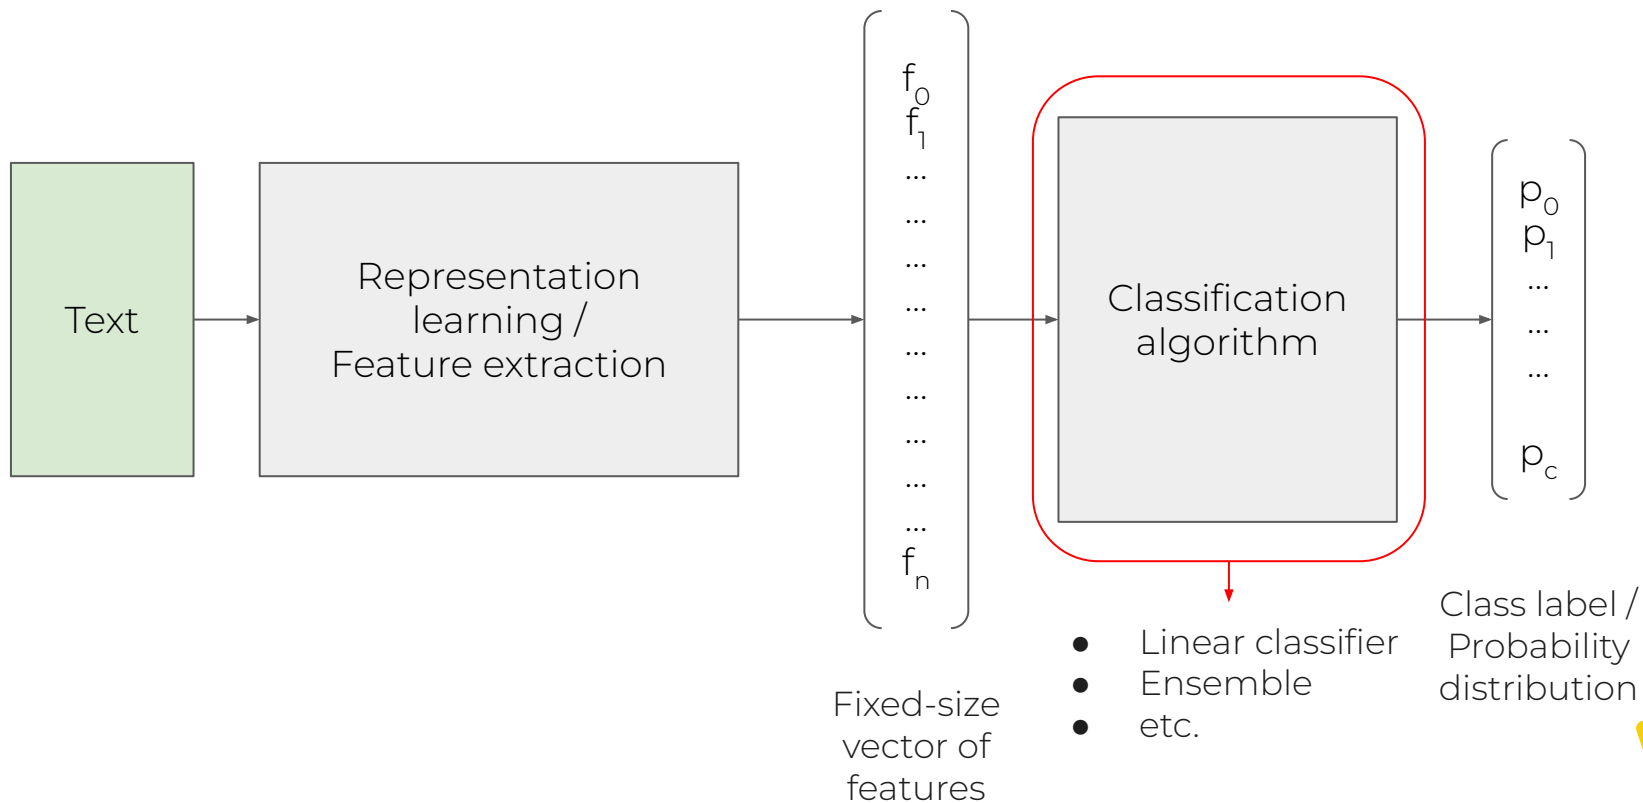 Text
Representation
learning /
Feature extraction
f0
f1
...
...
...
...
...
...
...
...
...
fn
Fixed-size
vector of
features
Classification
algorithm
● Linear classifier
● Ensemble
● etc.
p0
p1
...
...
...
pc
Class label /
Probability
distribution